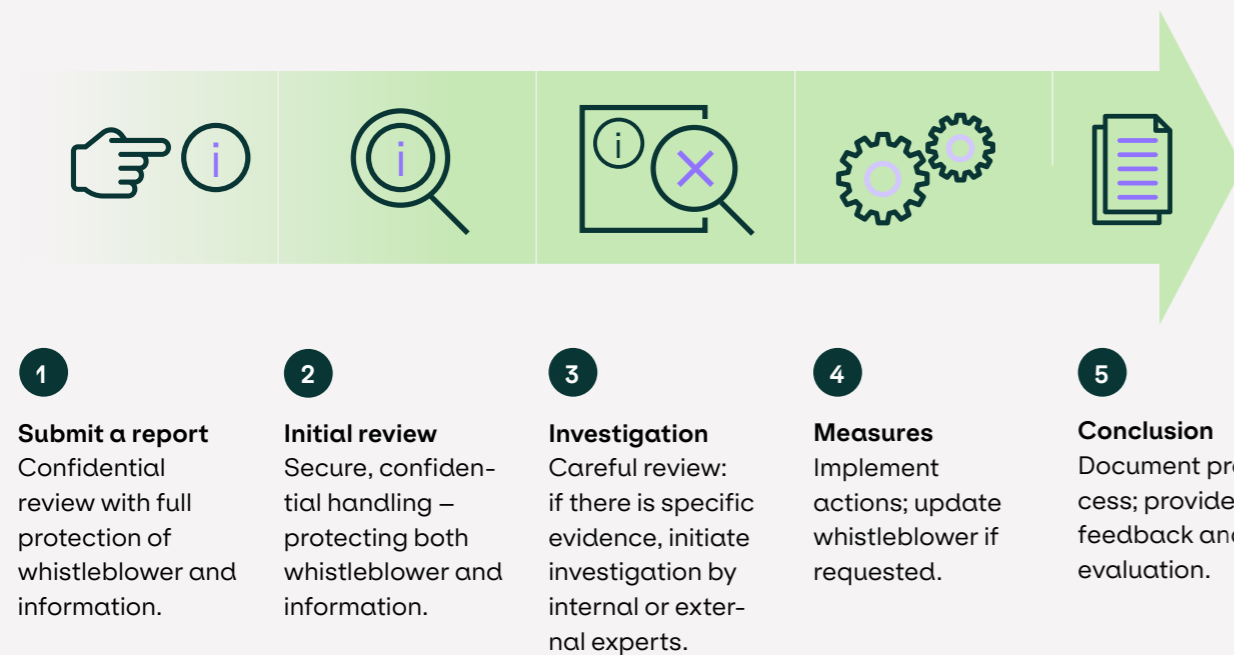 i
i
i
1
Submit a report
Confidential
review with full
protection of
whistleblower and
information.
2
Initial review
Secure, confiden-
tial handling –
protecting both
whistleblower and
information.
3
Investigation
Careful review:
if there is specific
evidence, initiate
investigation by
internal or exter-
nal experts.
4
Measures
Implement
actions; update
whistleblower if
requested.
5
Conclusion
Document
cess; provide
feedback
evaluation.